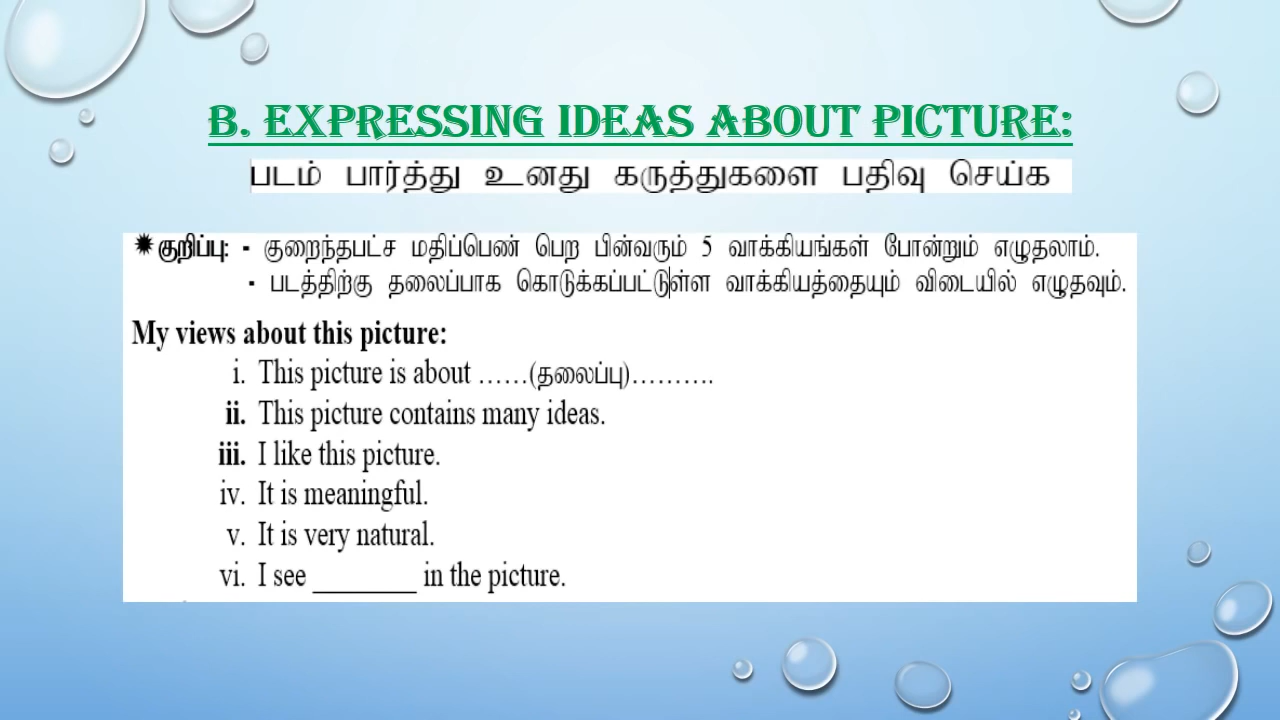 B. EXPRESSING IDEAS ABOUT PICTURE:
படம் பார்த்து உனது கருத்துகளை பதிவு செய்க
✹குறிப்பு: - குறைந்தபட்ச மதிப்பெண் பெற பின்வரும் 5 வாக்கியங்கள் போன்றும் எழுதலாம்.
- படத்திற்கு தலைப்பாக கொடுக்கப்பட்டுள்ள வாக்கியத்தையும் விடையில் எழுதவும்.
My views about this picture:
i. This picture is about ……(தலைப்பு)……….
ii. This picture contains many ideas.
iii. I like this picture.
iv. It is meaningful.
v. It is very natural.
vi. I see ________ in the picture.